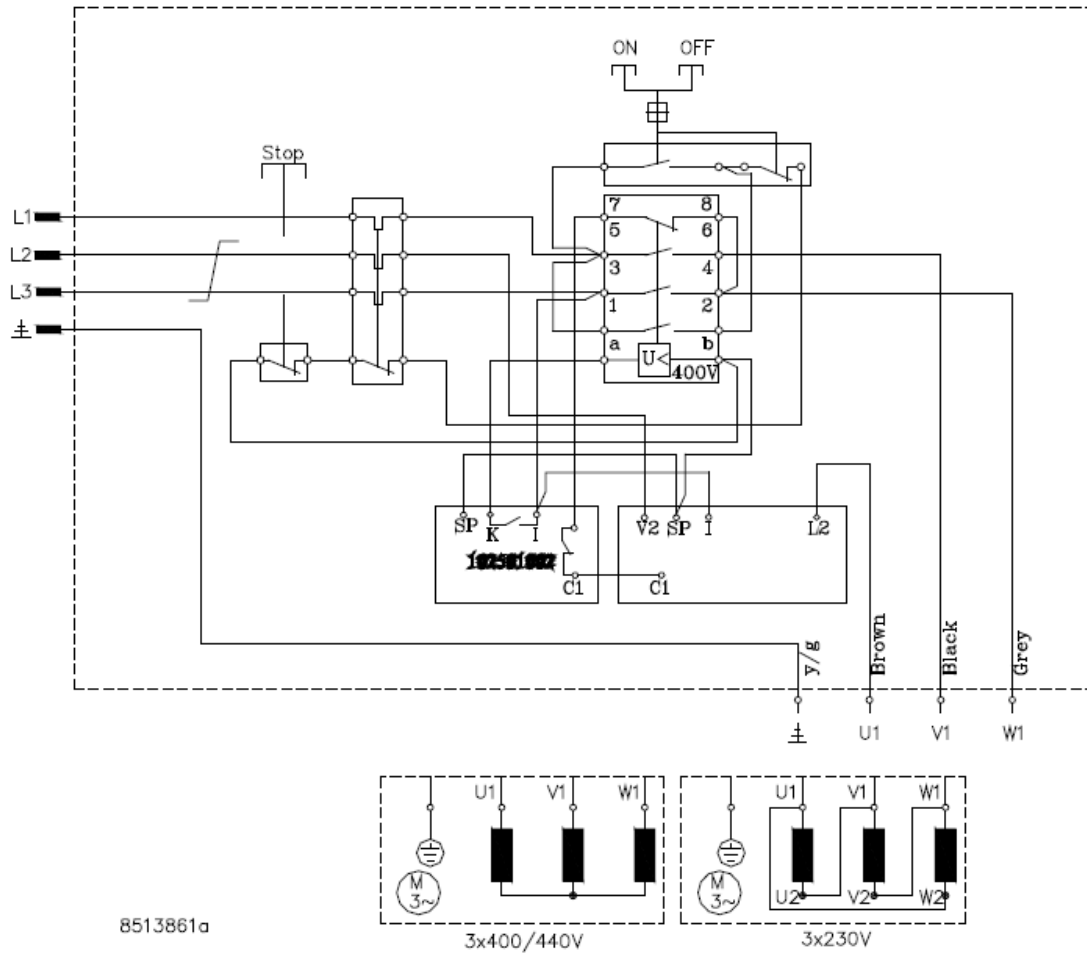 ON OFF
Stop
L1
L2
L3
7 8
5 6
3 4
1 2
a b
U<
400V
SP K I
C1
V2 SP I L2
C1
y/g
Brown
Black
Grey
U1 V1 W1
U1 V1 W1
M
3~
3x400/440V
U1 V1 W1
U2 V2 W2
M
3~
3x230V
8513861a